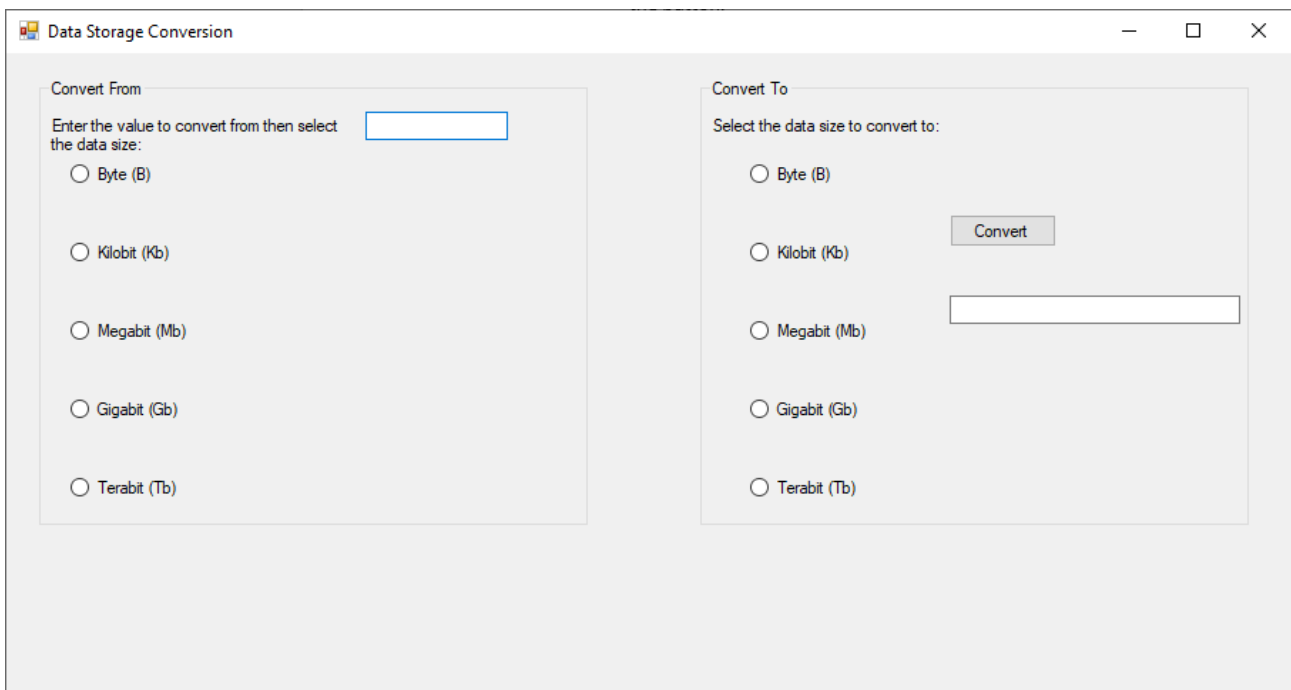 Data Storage Conversion
Convert From
Enter the value to convert from then select
the data size:
Byte (B)
Kilobit (Kb)
Megabit (Mb)
Gigabit (Gb)
Terabit (Tb)
Convert To
Select the data size to convert to:
Byte (B)
Kilobit (Kb)
Megabit (Mb)
Gigabit (Gb)
Terabit (Tb)
Convert